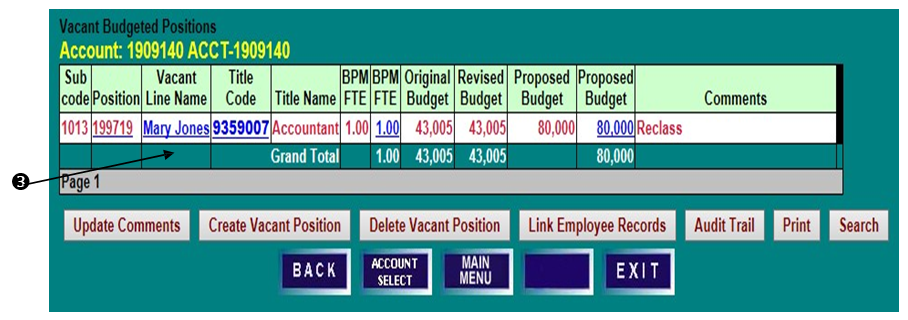 Vacant Budgeted Positions
Account: 1909140 ACCT-1909140
Sub code Position Vacant Line Name Title Code Title Name BPM FTE BPM FTE Original Budget Revised Budget Proposed Budget Proposed Budget Comments
1013 199719 Mary Jones 9359007 Accountant 1.00 1.00 43,005 43,005 80,000 80,000 Reclass
Grand Total 1.00 43,005 43,005 80,000
❸
Page 1
Update Comments Create Vacant Position Delete Vacant Position Link Employee Records Audit Trail Print Search
BACK ACCOUNT SELECT MAIN MENU EXIT